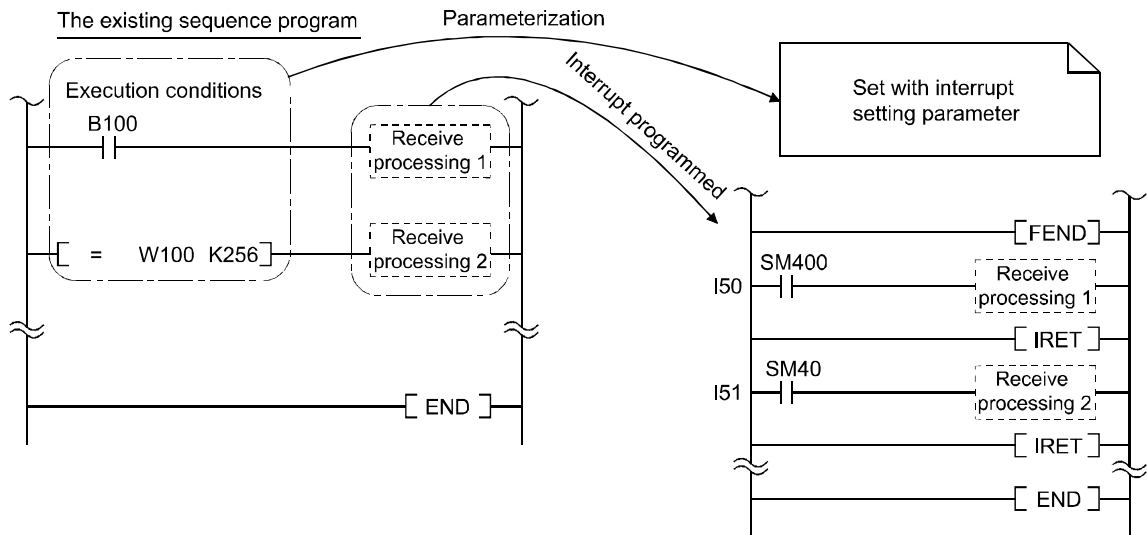 The existing sequence program
Parameterization
Interrupt programmed
Execution conditions
B100
Receive
processing 1
= W100 K256
Receive
processing 2
END
Set with interrupt
setting parameter
FEND
SM400
I50
Receive
processing 1
IRET
SM40
I51
Receive
processing 2
IRET
END